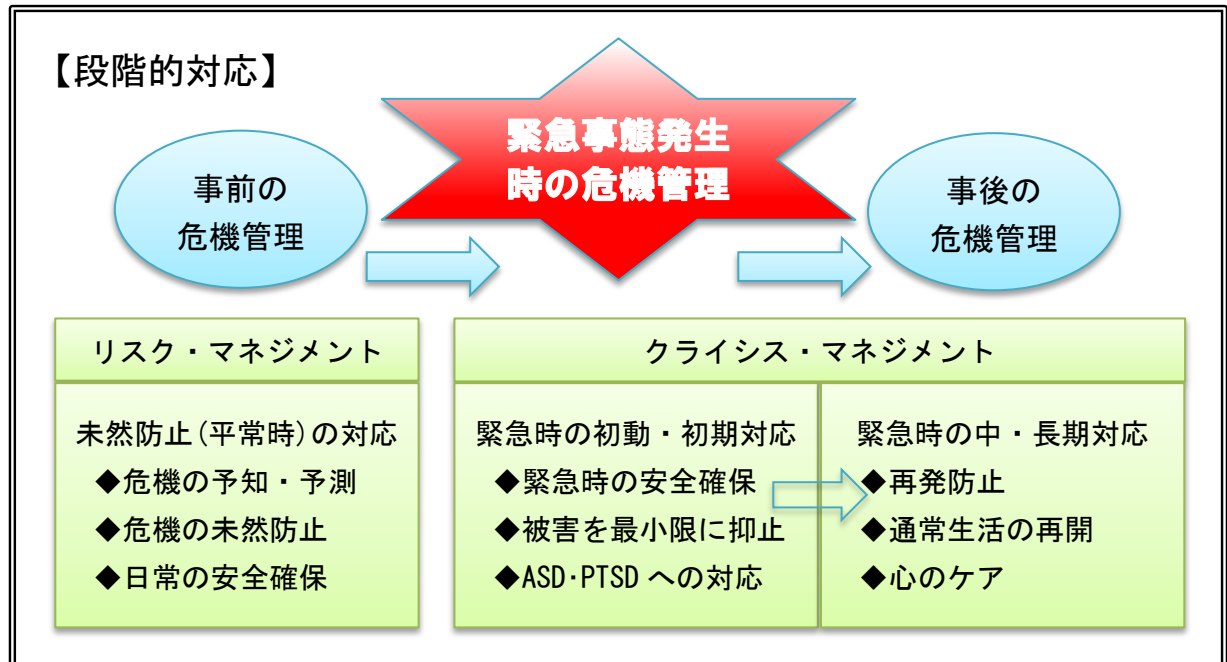 【段階的対応】
事前の
危機管理
緊急事態発生
時の危機管理
事後の
危機管理
リスク・マネジメント
未然防止(平常時)の対応
◆危機の予知・予測
◆危機の未然防止
◆日常の安全確保
クライシス・マネジメント
緊急時の初動・初期対応
◆緊急時の安全確保
◆被害を最小限に抑止
◆ASD・PTSD への対応
緊急時の中・長期対応
◆再発防止
◆通常生活の再開
◆心のケア